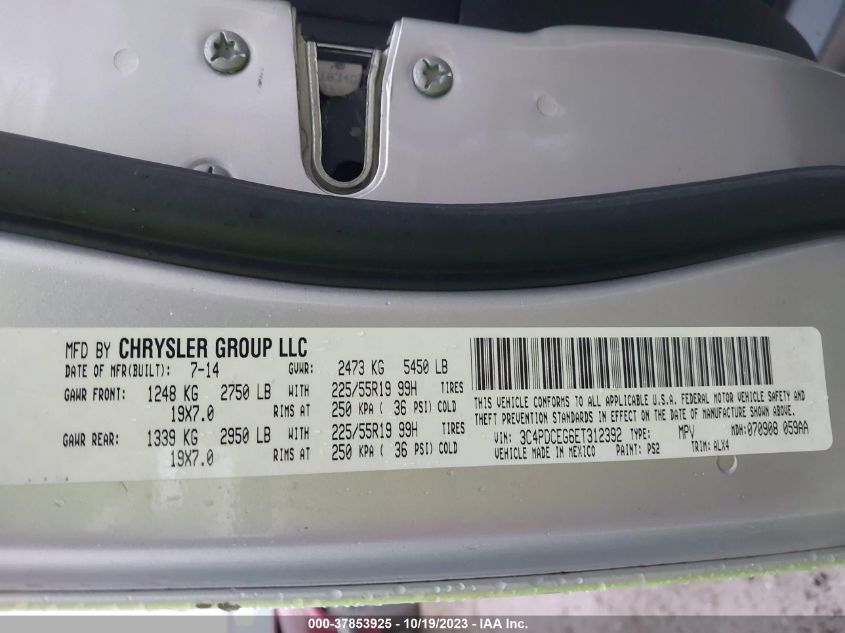 MFD BY CHRYSLER GROUP LLC
DATE OF MFR(BUILT): 7-14 GVWR: 2473 KG 5450 LB
GAWR FRONT: 1248 KG 2750 LB WITH 225/55R19 99H TIRES
19X7.0 RIMS AT 250 KPA ( 36 PSI) COLD
GAWR REAR: 1339 KG 2950 LB WITH 225/55R19 99H TIRES
19X7.0 RIMS AT 250 KPA ( 36 PSI) COLD
THIS VEHICLE CONFORMS TO ALL APPLICABLE U.S.A. FEDERAL MOTOR VEHICLE SAFETY AND
THEFT PREVENTION STANDARDS IN EFFECT ON THE DATE OF MANUFACTURE SHOWN ABOVE.
VIN: 3C4PDCEG6ET312392 TYPE: MPV MDH:070908 059AA
VEHICLE MADE IN MEXICO PAINT: PS2 TRIM: ALX4
000-37853925 - 10/19/2023 - IAA Inc.